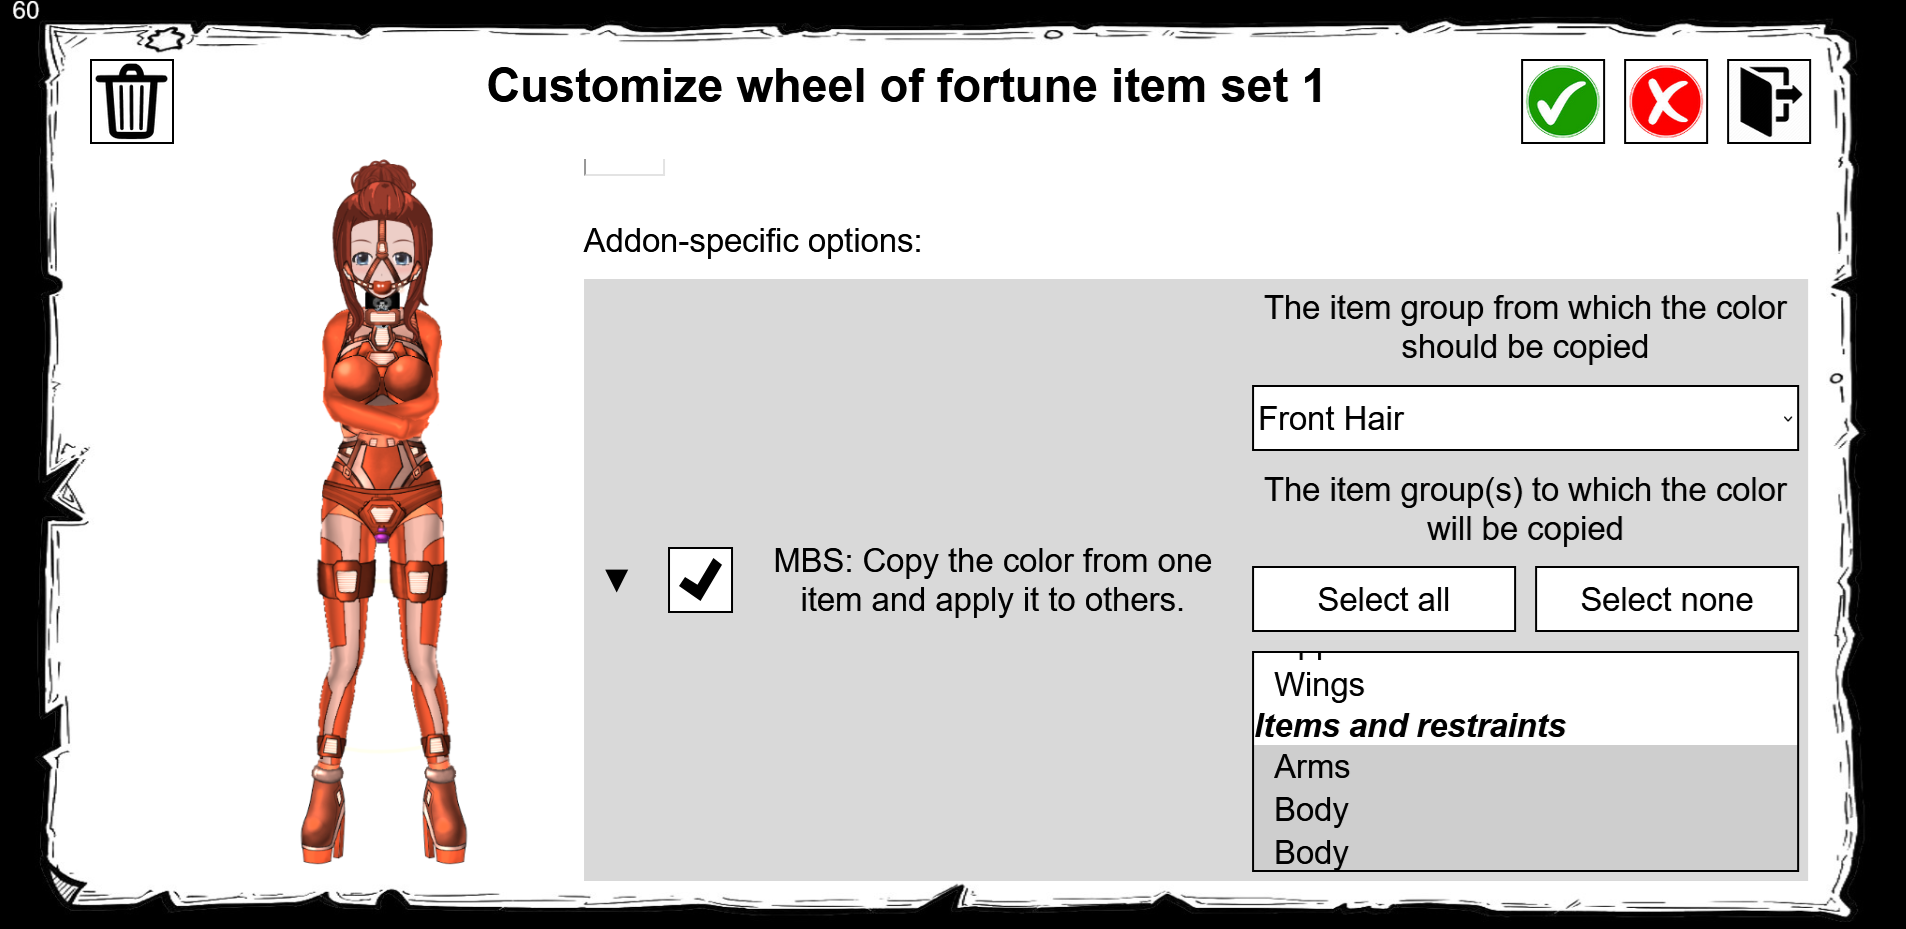 60
Customize wheel of fortune item set 1
Addon-specific options:
The item group from which the color
should be copied
Front Hair
The item group(s) to which the color
will be copied
MBS: Copy the color from one
item and apply it to others.
Select all
Select none
Wings
Items and restraints
Arms
Body
Body